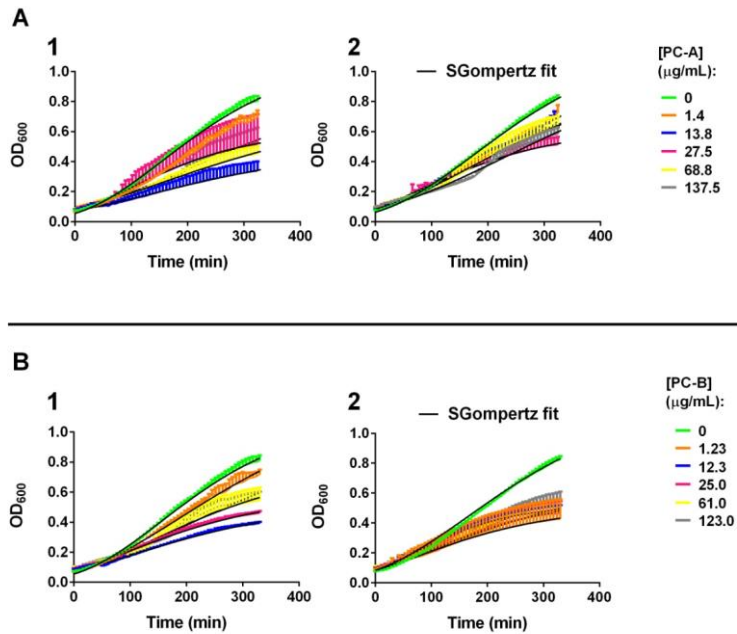 A
1
2
— SGompertz fit
[PC-A]
(μg/mL):
0
1.4
13.8
27.5
68.8
137.5
OD600
1.0
0.8
0.6
0.4
0.2
0.0
0 100 200 300 400
Time (min)
OD600
1.0
0.8
0.6
0.4
0.2
0.0
0 100 200 300 400
Time (min)
B
1
2
— SGompertz fit
[PC-B]
(μg/mL):
0
1.23
12.3
25.0
61.0
123.0
OD600
1.0
0.8
0.6
0.4
0.2
0.0
0 100 200 300 400
Time (min)
OD600
1.0
0.8
0.6
0.4
0.2
0.0
0 100 200 300 400
Time (min)